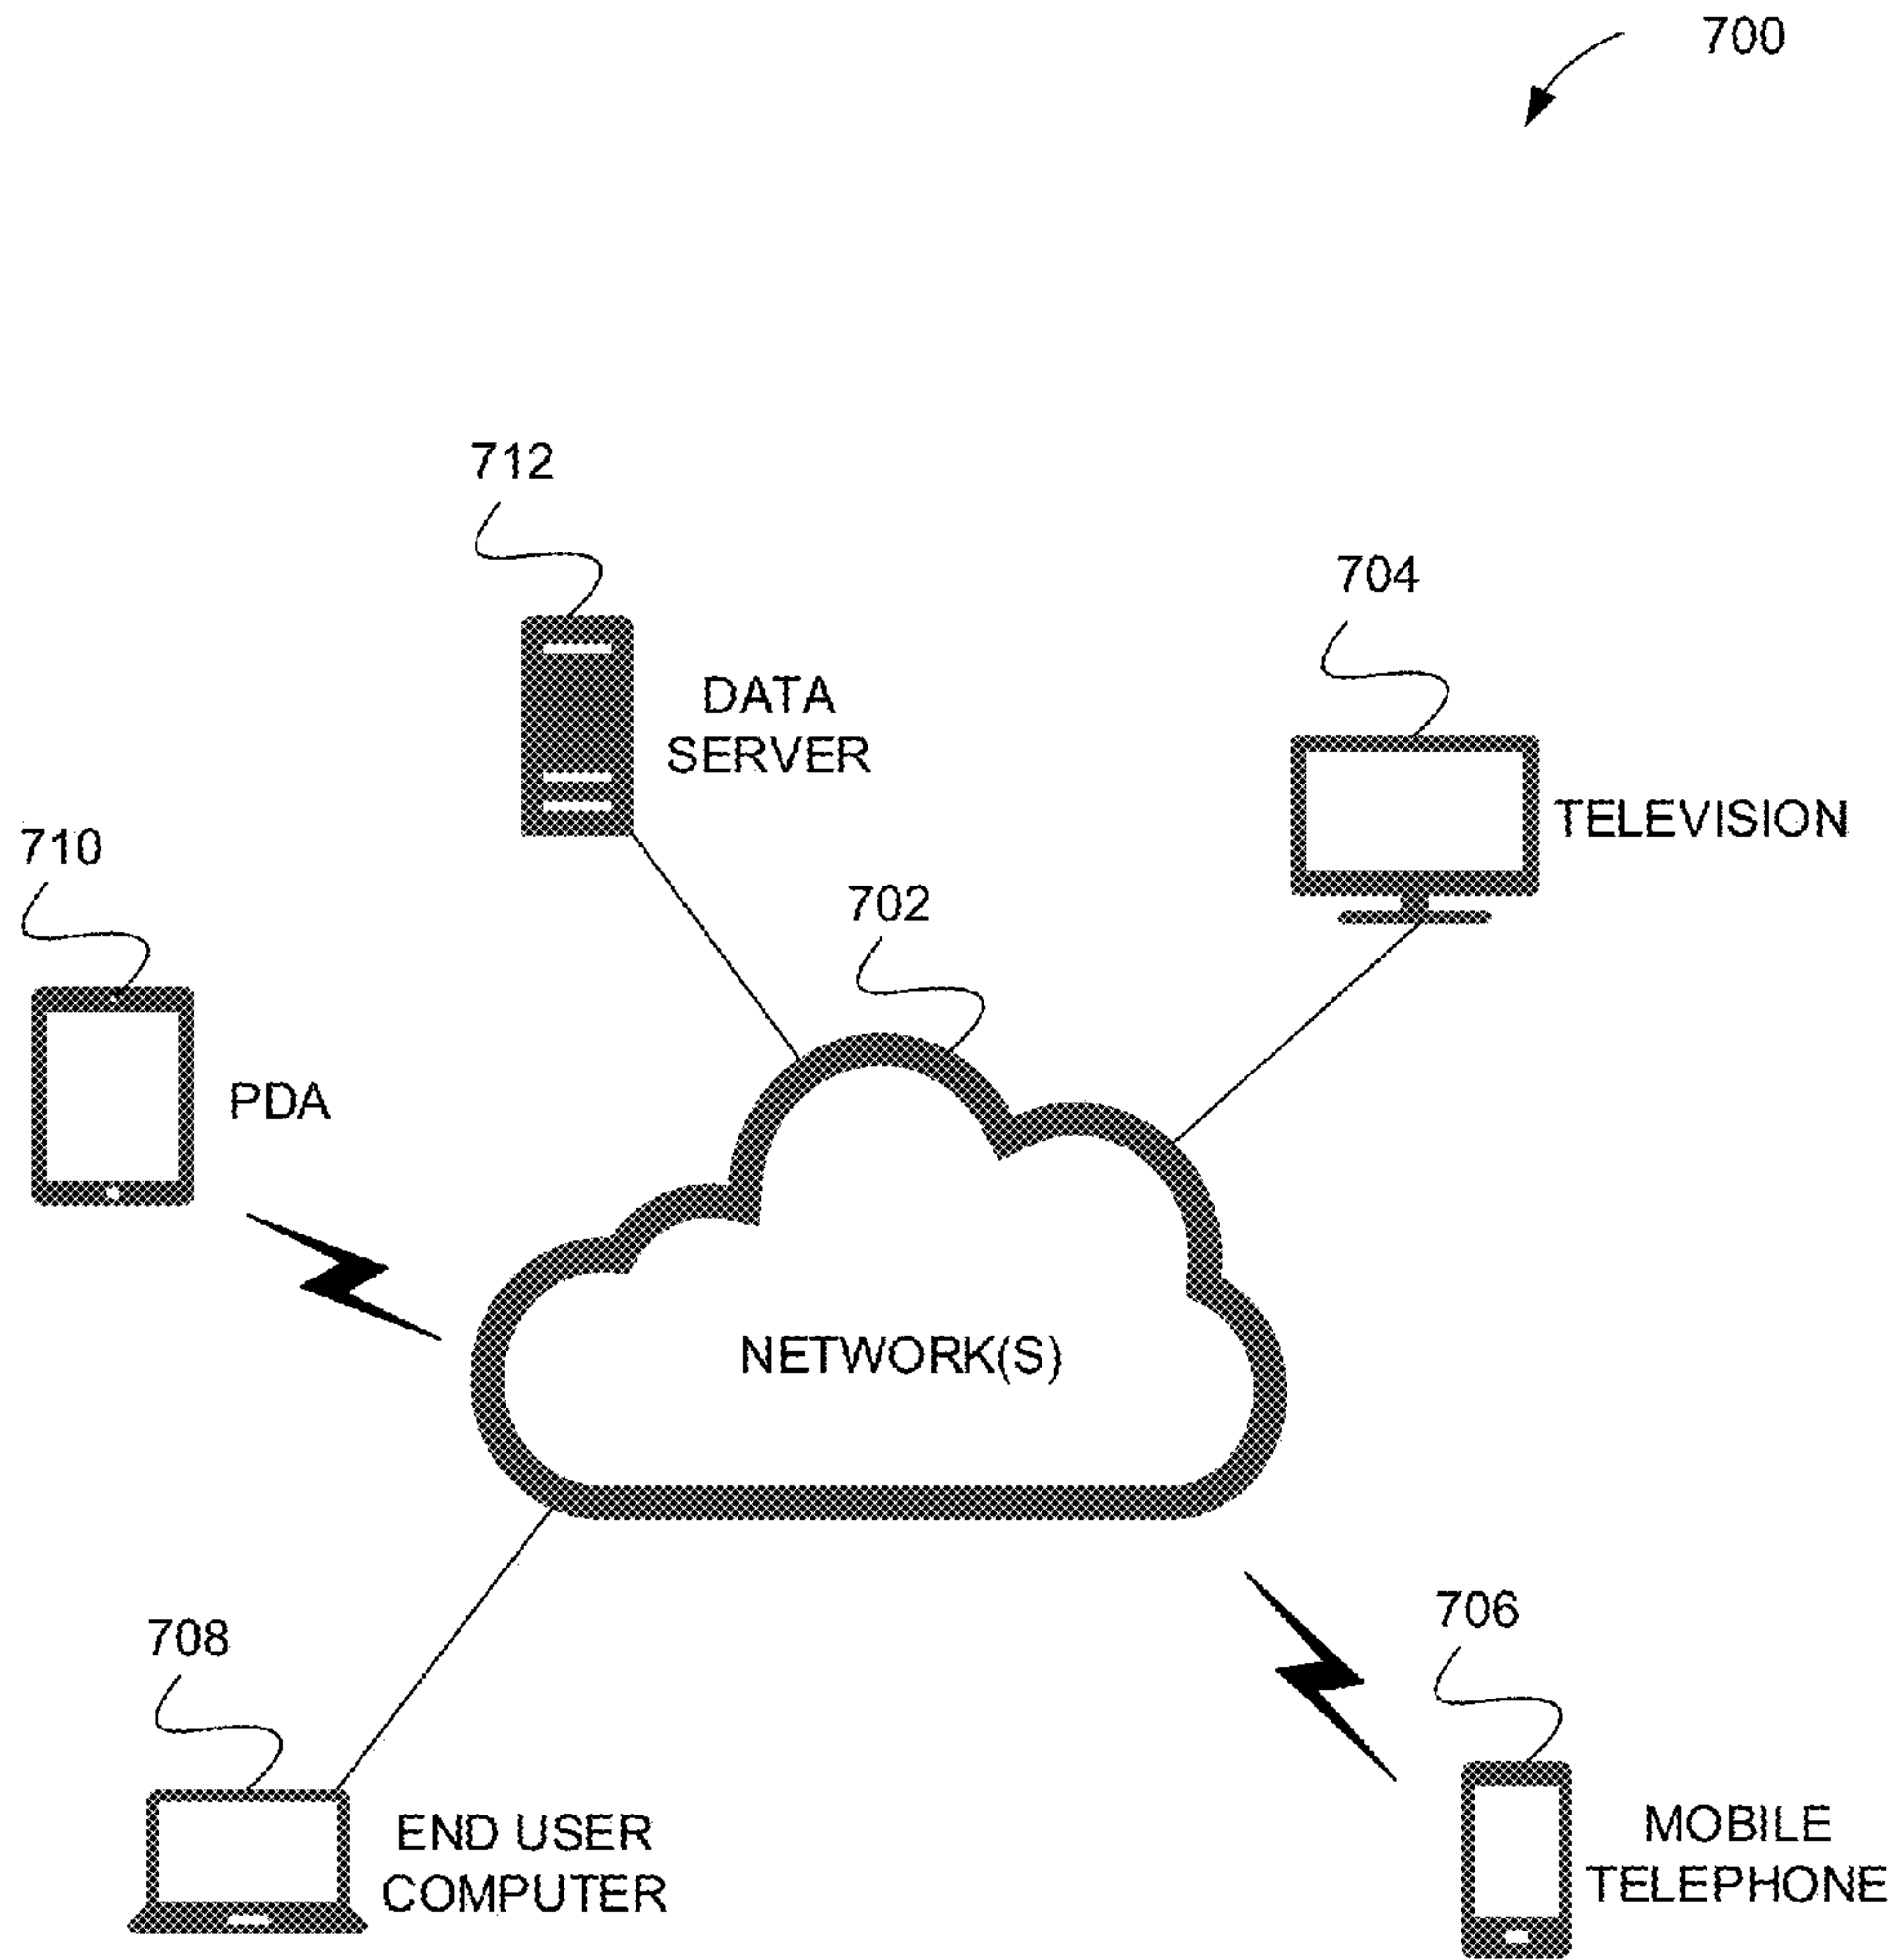 700
712
DATA
SERVER
704
TELEVISION
710
PDA
702
NETWORK(S)
708
END USER
COMPUTER
706
MOBILE
TELEPHONE